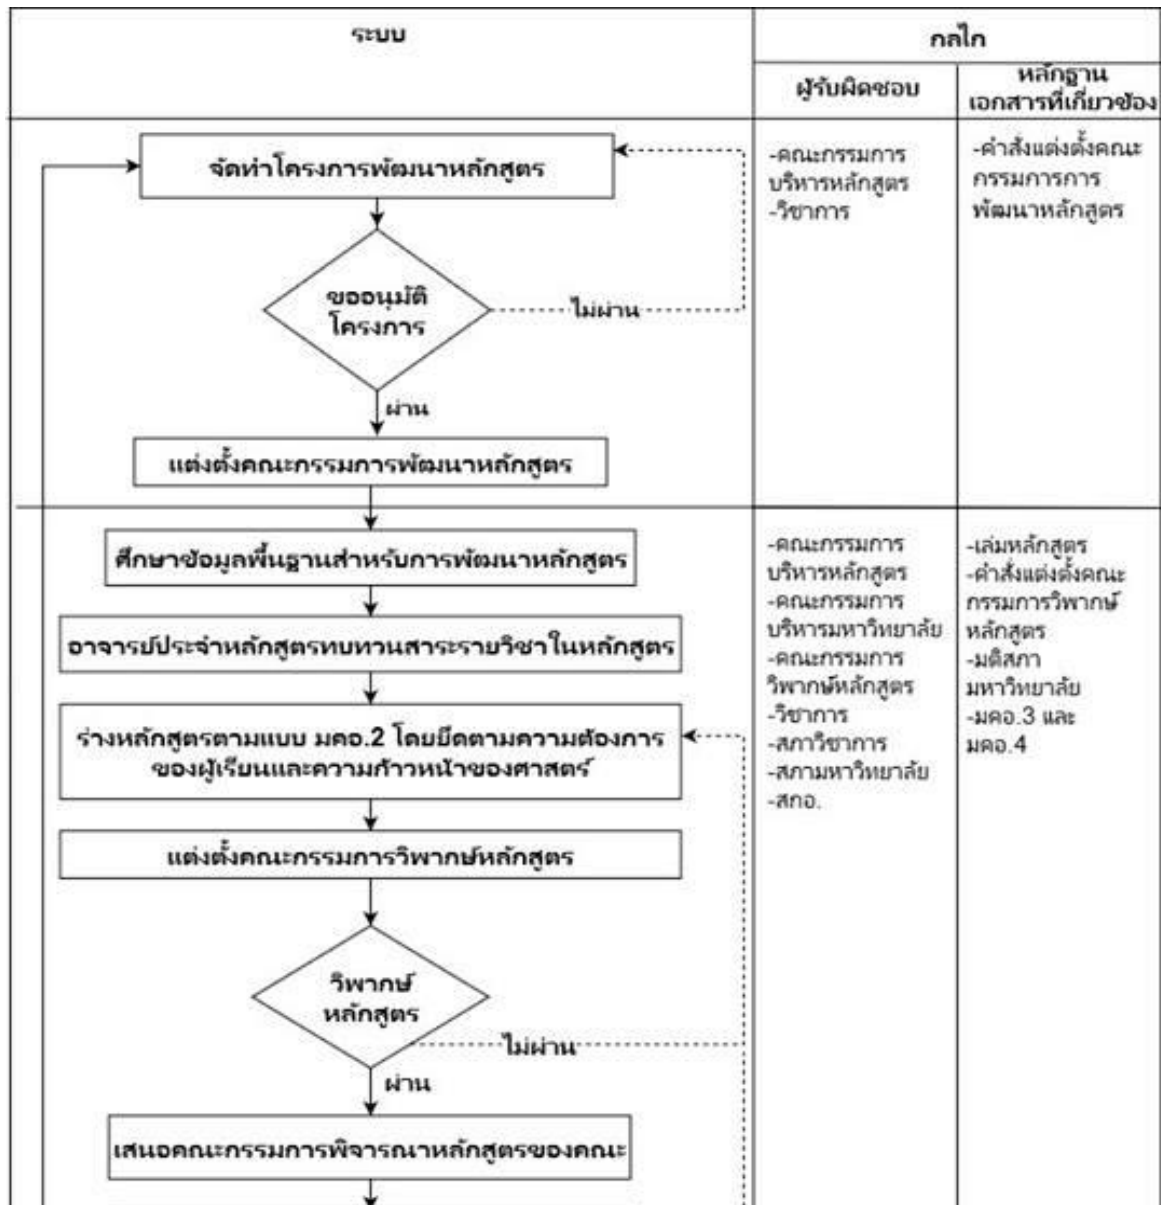 ระบบ
กลไก
ผู้รับผิดชอบ
หลักฐาน
เอกสารที่เกี่ยวข้อง
จัดทำโครงการพัฒนาหลักสูตร
ขออนุมัติ
โครงการ
ไม่ผ่าน
ผ่าน
แต่งตั้งคณะกรรมการพัฒนาหลักสูตร
-คณะกรรมการ
บริหารหลักสูตร
-วิชาการ
-คำสั่งแต่งตั้งคณะ
กรรมการการ
พัฒนาหลักสูตร
ศึกษาข้อมูลพื้นฐานสำหรับการพัฒนาหลักสูตร
อาจารย์ประจำหลักสูตรทบทวนสาระรายวิชาในหลักสูตร
ร่างหลักสูตรตามแบบ มคอ.2 โดยยึดตามความต้องการ
ของผู้เรียนและความก้าวหน้าของศาสตร์
แต่งตั้งคณะกรรมการวิพากษ์หลักสูตร
วิพากษ์
หลักสูตร
ไม่ผ่าน
ผ่าน
เสนอคณะกรรมการพิจารณาหลักสูตรของคณะ
-คณะกรรมการ
บริหารหลักสูตร
-คณะกรรมการ
บริหารมหาวิทยาลัย
-คณะกรรมการ
วิพากษ์หลักสูตร
-วิชาการ
-สภาวิชาการ
-สภามหาวิทยาลัย
-สกอ.
-เล่มหลักสูตร
-คำสั่งแต่งตั้งคณะ
กรรมการวิพากษ์
หลักสูตร
-มติสภา
มหาวิทยาลัย
-มคอ.3 และ
มคอ.4